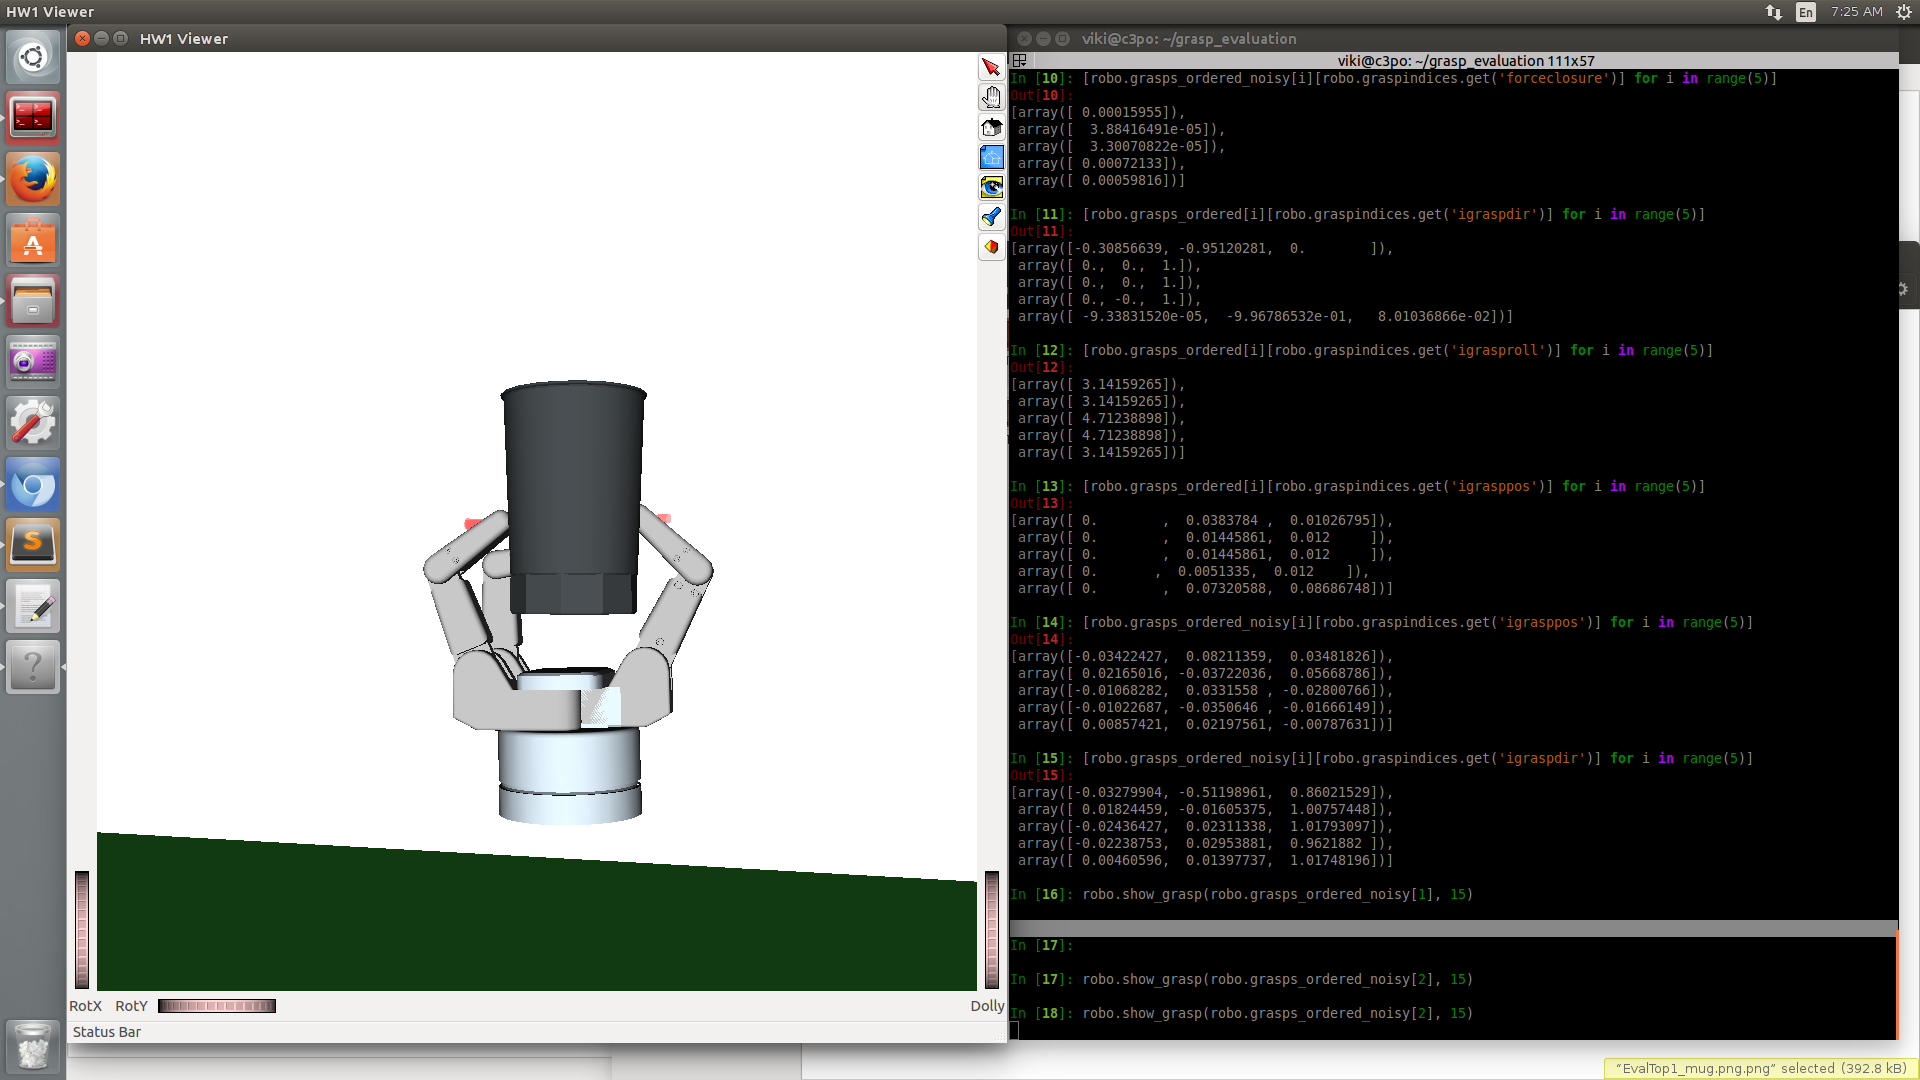 HW1 Viewer
En
7:25 AM
HW1 Viewer
viki@c3po: ~/grasp_evaluation
viki@c3po: ~/grasp_evaluation 111x57
In [10]: [robo.grasps_ordered_noisy[i][robo.graspindices.get('forceclosure')] for i in range(5)]
Out[10]:
[array([ 0.00015955]),
 array([  3.88416491e-05]),
 array([  3.30070822e-05]),
 array([ 0.00072133]),
 array([ 0.00059816])]
In [11]: [robo.grasps_ordered[i][robo.graspindices.get('igraspdir')] for i in range(5)]
Out[11]:
[array([-0.30856639, -0.95120281,  0.        ]),
 array([ 0.,  0.,  1.]),
 array([ 0.,  0.,  1.]),
 array([ 0., -0.,  1.]),
 array([ -9.33831520e-05,  -9.96786532e-01,   8.01036866e-02])]
In [12]: [robo.grasps_ordered[i][robo.graspindices.get('igrasproll')] for i in range(5)]
Out[12]:
[array([ 3.14159265]),
 array([ 3.14159265]),
 array([ 4.71238898]),
 array([ 4.71238898]),
 array([ 3.14159265])]
In [13]: [robo.grasps_ordered[i][robo.graspindices.get('igrasppos')] for i in range(5)]
Out[13]:
[array([ 0.        ,  0.0383784 ,  0.01026795]),
 array([ 0.        ,  0.01445861,  0.012     ]),
 array([ 0.        ,  0.01445861,  0.012     ]),
 array([ 0.       ,  0.0051335,  0.012    ]),
 array([ 0.        ,  0.07320588,  0.08686748])]
In [14]: [robo.grasps_ordered_noisy[i][robo.graspindices.get('igrasppos')] for i in range(5)]
Out[14]:
[array([-0.03422427,  0.08211359,  0.03481826]),
 array([ 0.02165016, -0.03722036,  0.05668786]),
 array([-0.01068282,  0.0331558 , -0.02800766]),
 array([-0.01022687, -0.0350646 , -0.01666149]),
 array([ 0.00857421,  0.02197561, -0.00787631])]
In [15]: [robo.grasps_ordered_noisy[i][robo.graspindices.get('igraspdir')] for i in range(5)]
Out[15]:
[array([-0.03279904, -0.51198961,  0.86021529]),
 array([ 0.01824459, -0.01605375,  1.00757448]),
 array([-0.02436427,  0.02311338,  1.01793097]),
 array([-0.02238753,  0.02953881,  0.9621882 ]),
 array([ 0.00460596,  0.01397737,  1.01748196])]
In [16]: robo.show_grasp(robo.grasps_ordered_noisy[1], 15)
In [17]:
In [17]: robo.show_grasp(robo.grasps_ordered_noisy[2], 15)
In [18]: robo.show_grasp(robo.grasps_ordered_noisy[2], 15)
RotX RotY
Dolly
Status Bar
"EvalTop1_mug.png.png" selected (392.8 kB)